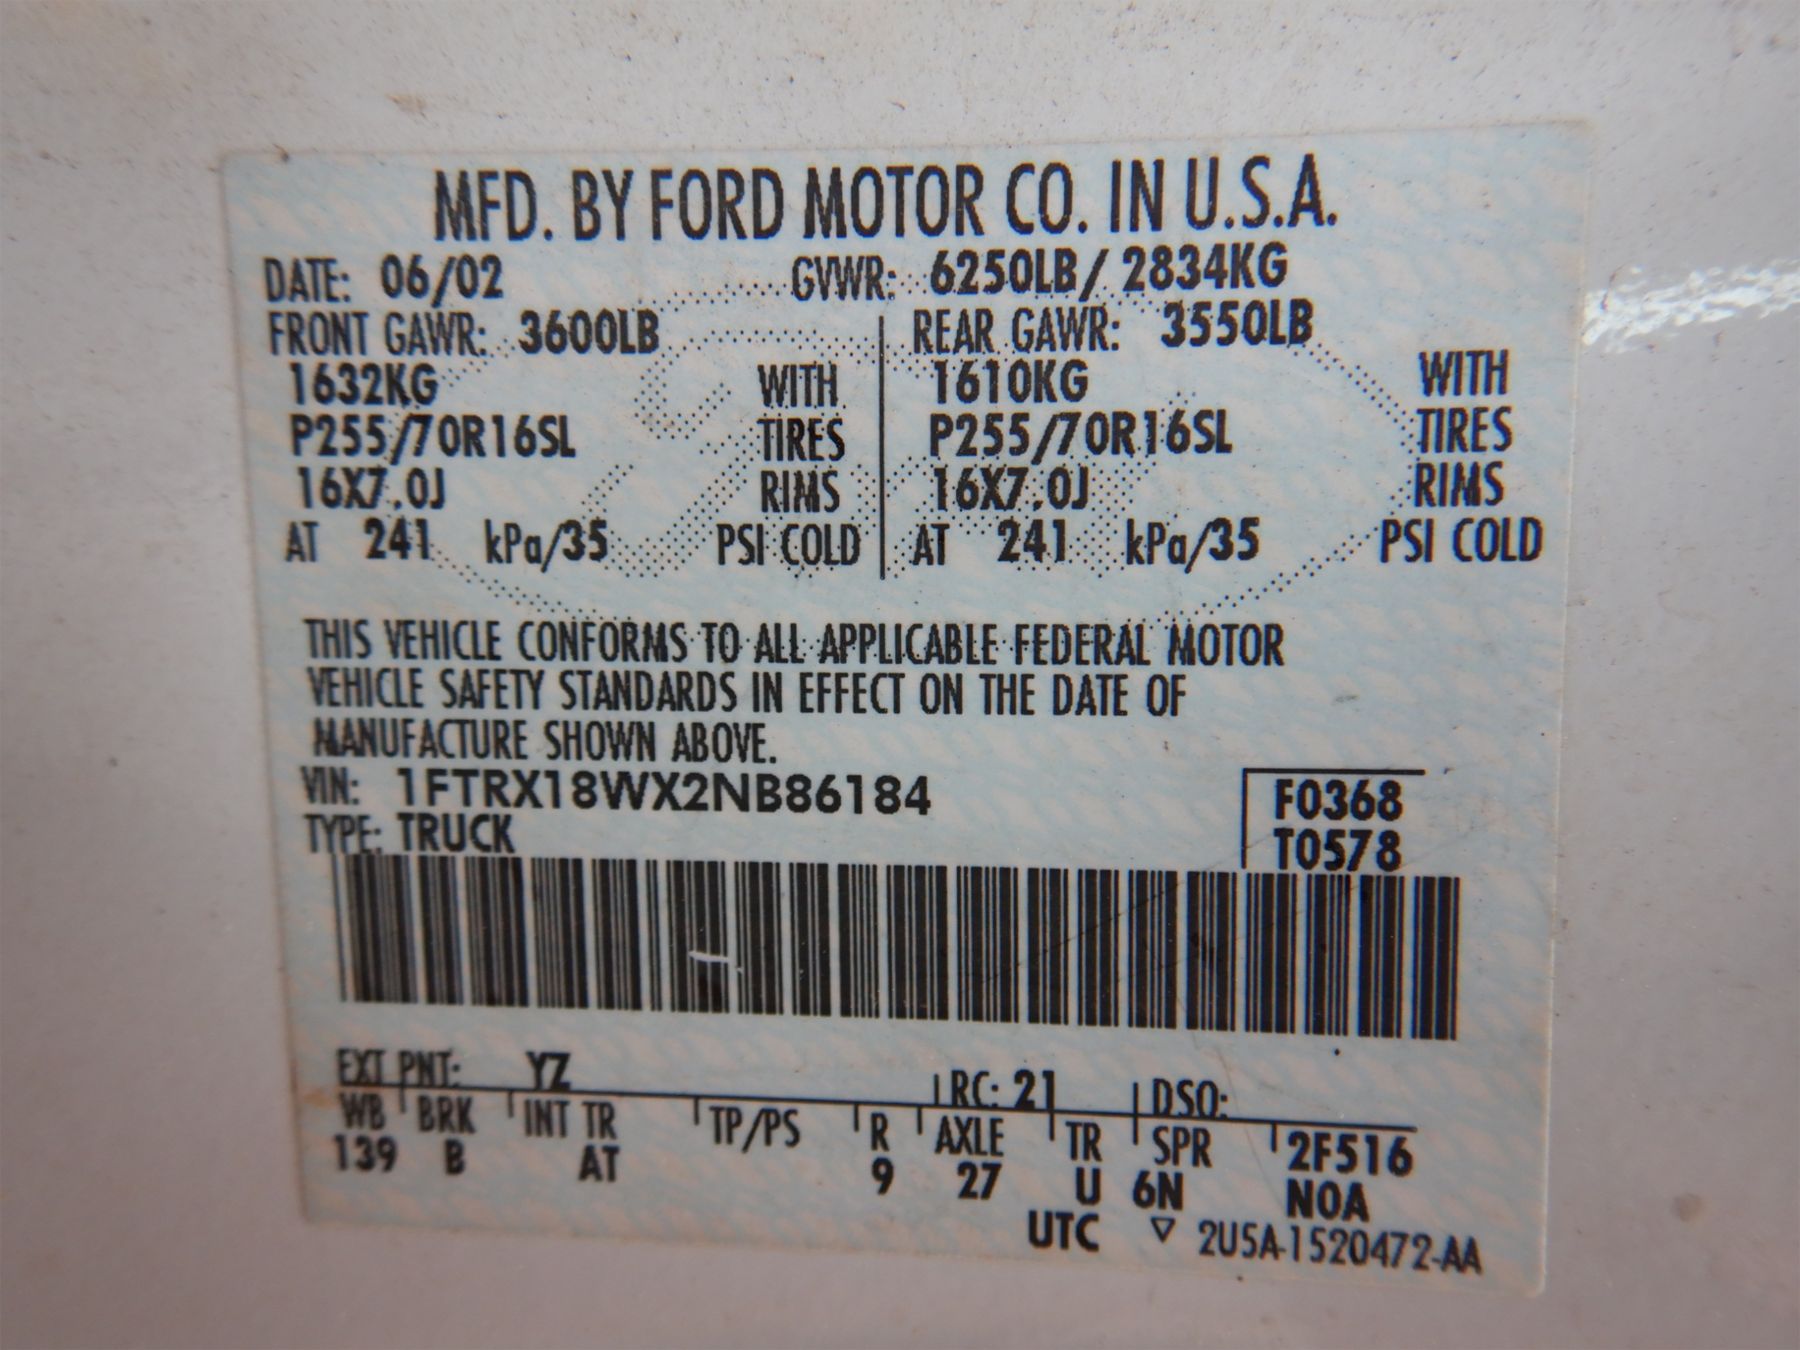 MFD. BY FORD MOTOR CO. IN U.S.A.
DATE: 06/02 GVWR: 6250LB/ 2834KG
FRONT GAWR: 3600LB REAR GAWR: 3550LB
1632KG WITH 1610KG WITH
P255/70R16SL TIRES P255/70R16SL TIRES
16X7.0J RIMS 16X7.0J RIMS
AT 241 kPa/35 PSI COLD AT 241 kPa/35 PSI COLD
THIS VEHICLE CONFORMS TO ALL APPLICABLE FEDERAL MOTOR
VEHICLE SAFETY STANDARDS IN EFFECT ON THE DATE OF
MANUFACTURE SHOWN ABOVE.
VIN: 1FTRX18WX2NB86184 F0368
TYPE: TRUCK T0578
EXT PNT: YZ RC: 21 DSO:
WB BRK INT TR TP/PS R AXLE TR SPR 2F516
139 B AT 9 27 U 6N NOA
UTC ▽ 2U5A-1520472-AA